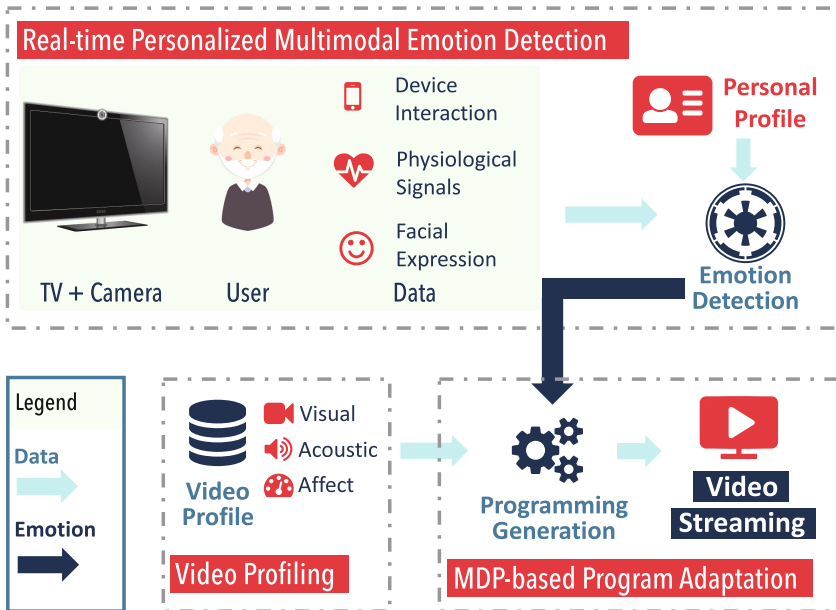 Real-time Personalized Multimodal Emotion Detection
Device
Interaction
Physiological
Signals
Facial
Expression
TV + Camera
User
Data
Personal
Profile
Emotion
Detection
Legend
Data
Emotion
Visual
Acoustic
Affect
Video
Profile
Video Profiling
Programming
Generation
Video
Streaming
MDP-based Program Adaptation